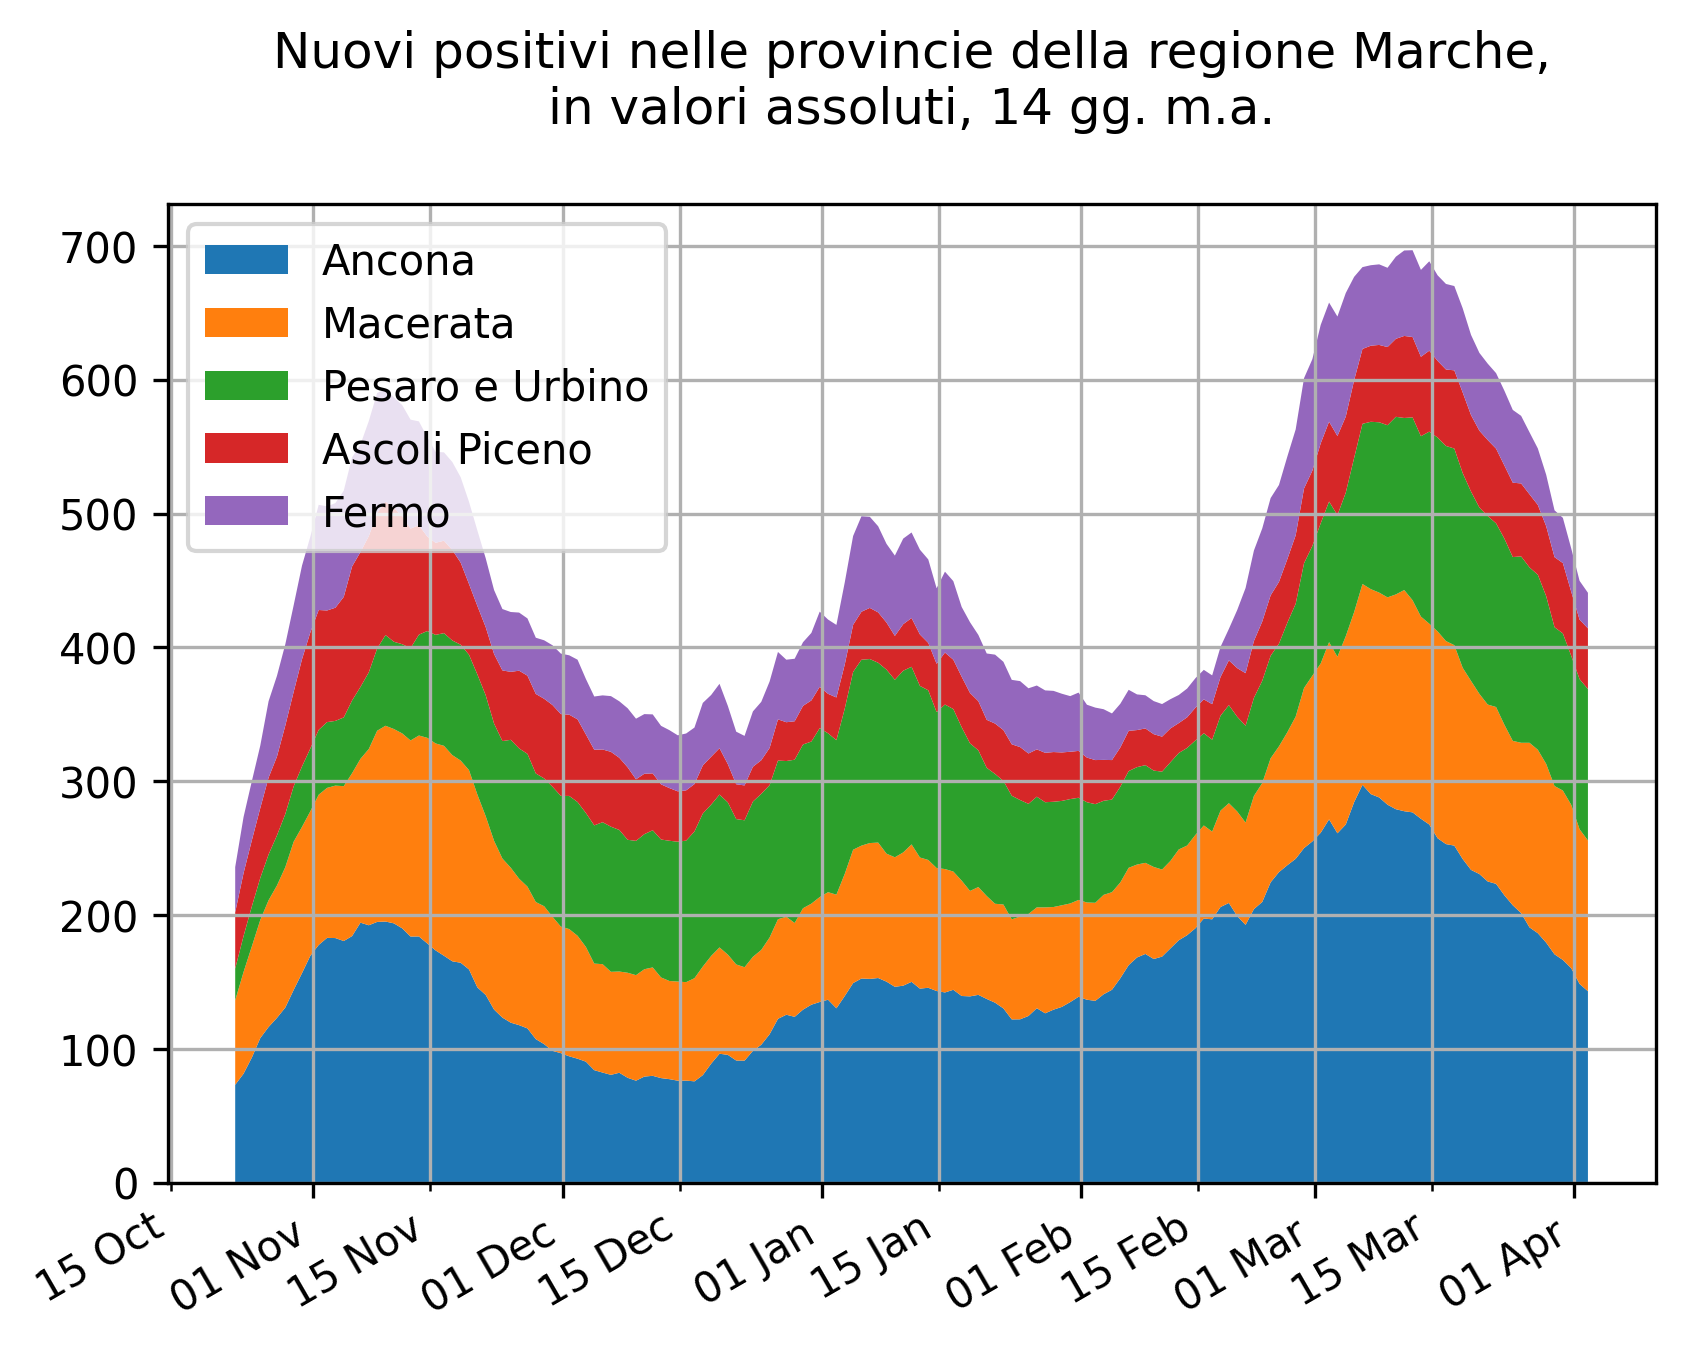 Nuovi positivi nelle provincie della regione Marche,
in valori assoluti, 14 gg. m.a.
700
600
500
400
300
200
100
0
Ancona
Macerata
Pesaro e Urbino
Ascoli Piceno
Fermo
15 Oct
01 Nov
15 Nov
01 Dec
15 Dec
01 Jan
15 Jan
01 Feb
15 Feb
01 Mar
15 Mar
01 Apr